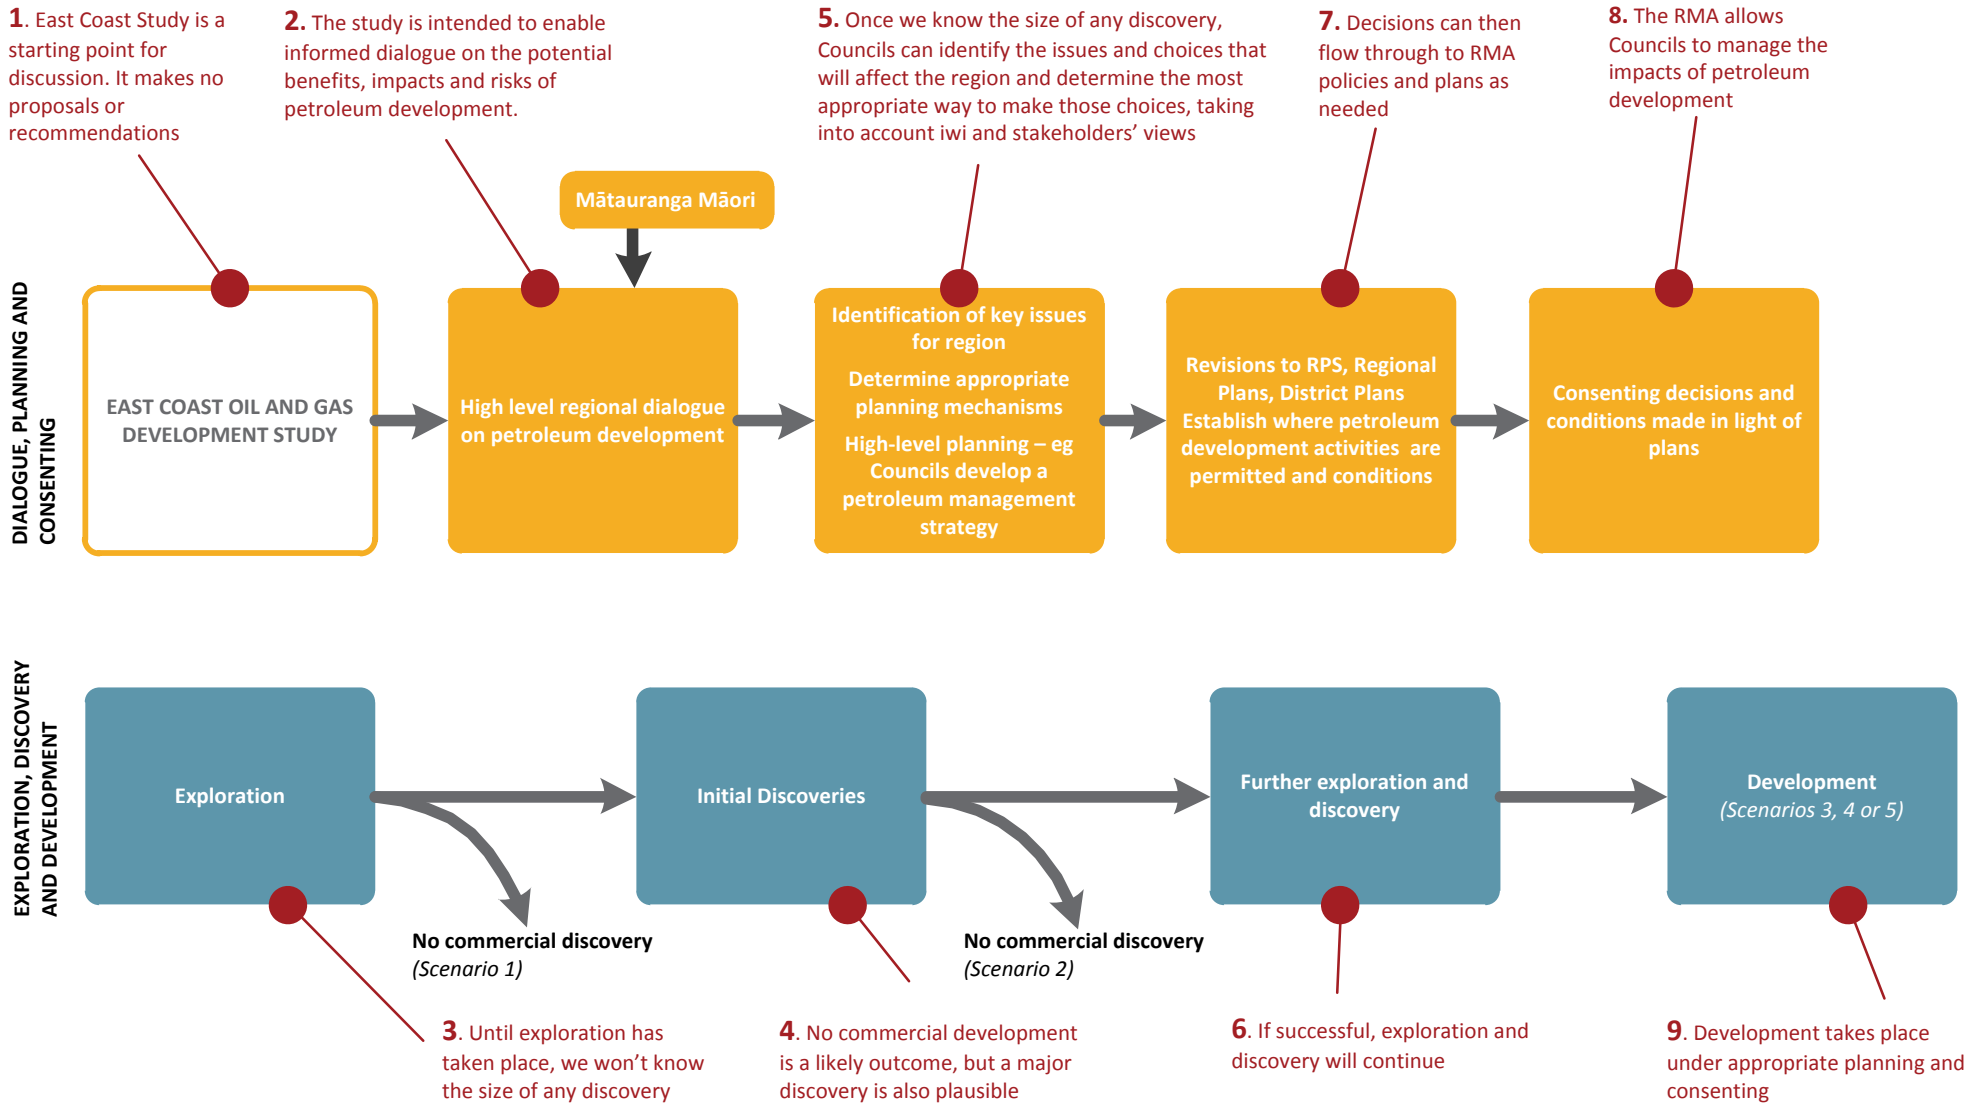 1. East Coast Study is a
starting point for
discussion. It makes no
proposals or
recommendations
2. The study is intended to enable
informed dialogue on the potential
benefits, impacts and risks of
petroleum development.
5. Once we know the size of any discovery,
Councils can identify the issues and choices that
will affect the region and determine the most
appropriate way to make those choices, taking
into account iwi and stakeholders’ views
7. Decisions can then
flow through to RMA
policies and plans as
needed
8. The RMA allows
Councils to manage the
impacts of petroleum
development
Mātauranga Māori
DIALOGUE, PLANNING AND
CONSENTING
EAST COAST OIL AND GAS
DEVELOPMENT STUDY
High level regional dialogue
on petroleum development
Identification of key issues
for region
Determine appropriate
planning mechanisms
High-level planning – eg
Councils develop a
petroleum management
strategy
Revisions to RPS, Regional
Plans, District Plans
Establish where petroleum
development activities are
permitted and conditions
Consenting decisions and
conditions made in light of
plans
EXPLORATION, DISCOVERY
AND DEVELOPMENT
Exploration
Initial Discoveries
Further exploration and
discovery
Development
(Scenarios 3, 4 or 5)
No commercial discovery
(Scenario 1)
No commercial discovery
(Scenario 2)
3. Until exploration has
taken place, we won’t know
the size of any discovery
4. No commercial development
is a likely outcome, but a major
discovery is also plausible
6. If successful, exploration and
discovery will continue
9. Development takes place
under appropriate planning and
consenting